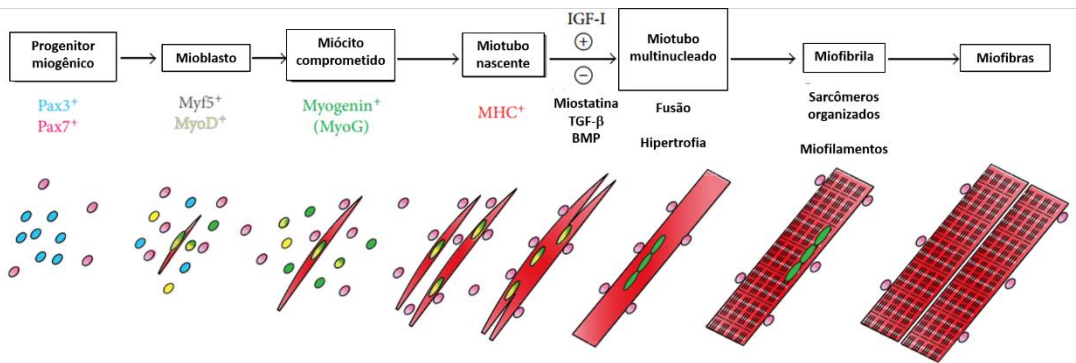 Progenitor
miogênico
Mioblasto
Miócito
comprometido
Miotubo
nascente
IGF-I
+
−
Miostatina
TGF-β
BMP
Miotubo
multinucleado
Miofibrila
Miofibras
Pax3⁺
Pax7⁺
Myf5⁺
MyoD⁺
Myogenin⁺
(MyoG)
MHC⁺
Fusão
Hipertrofia
Sarcômeros
organizados
Miofilamentos